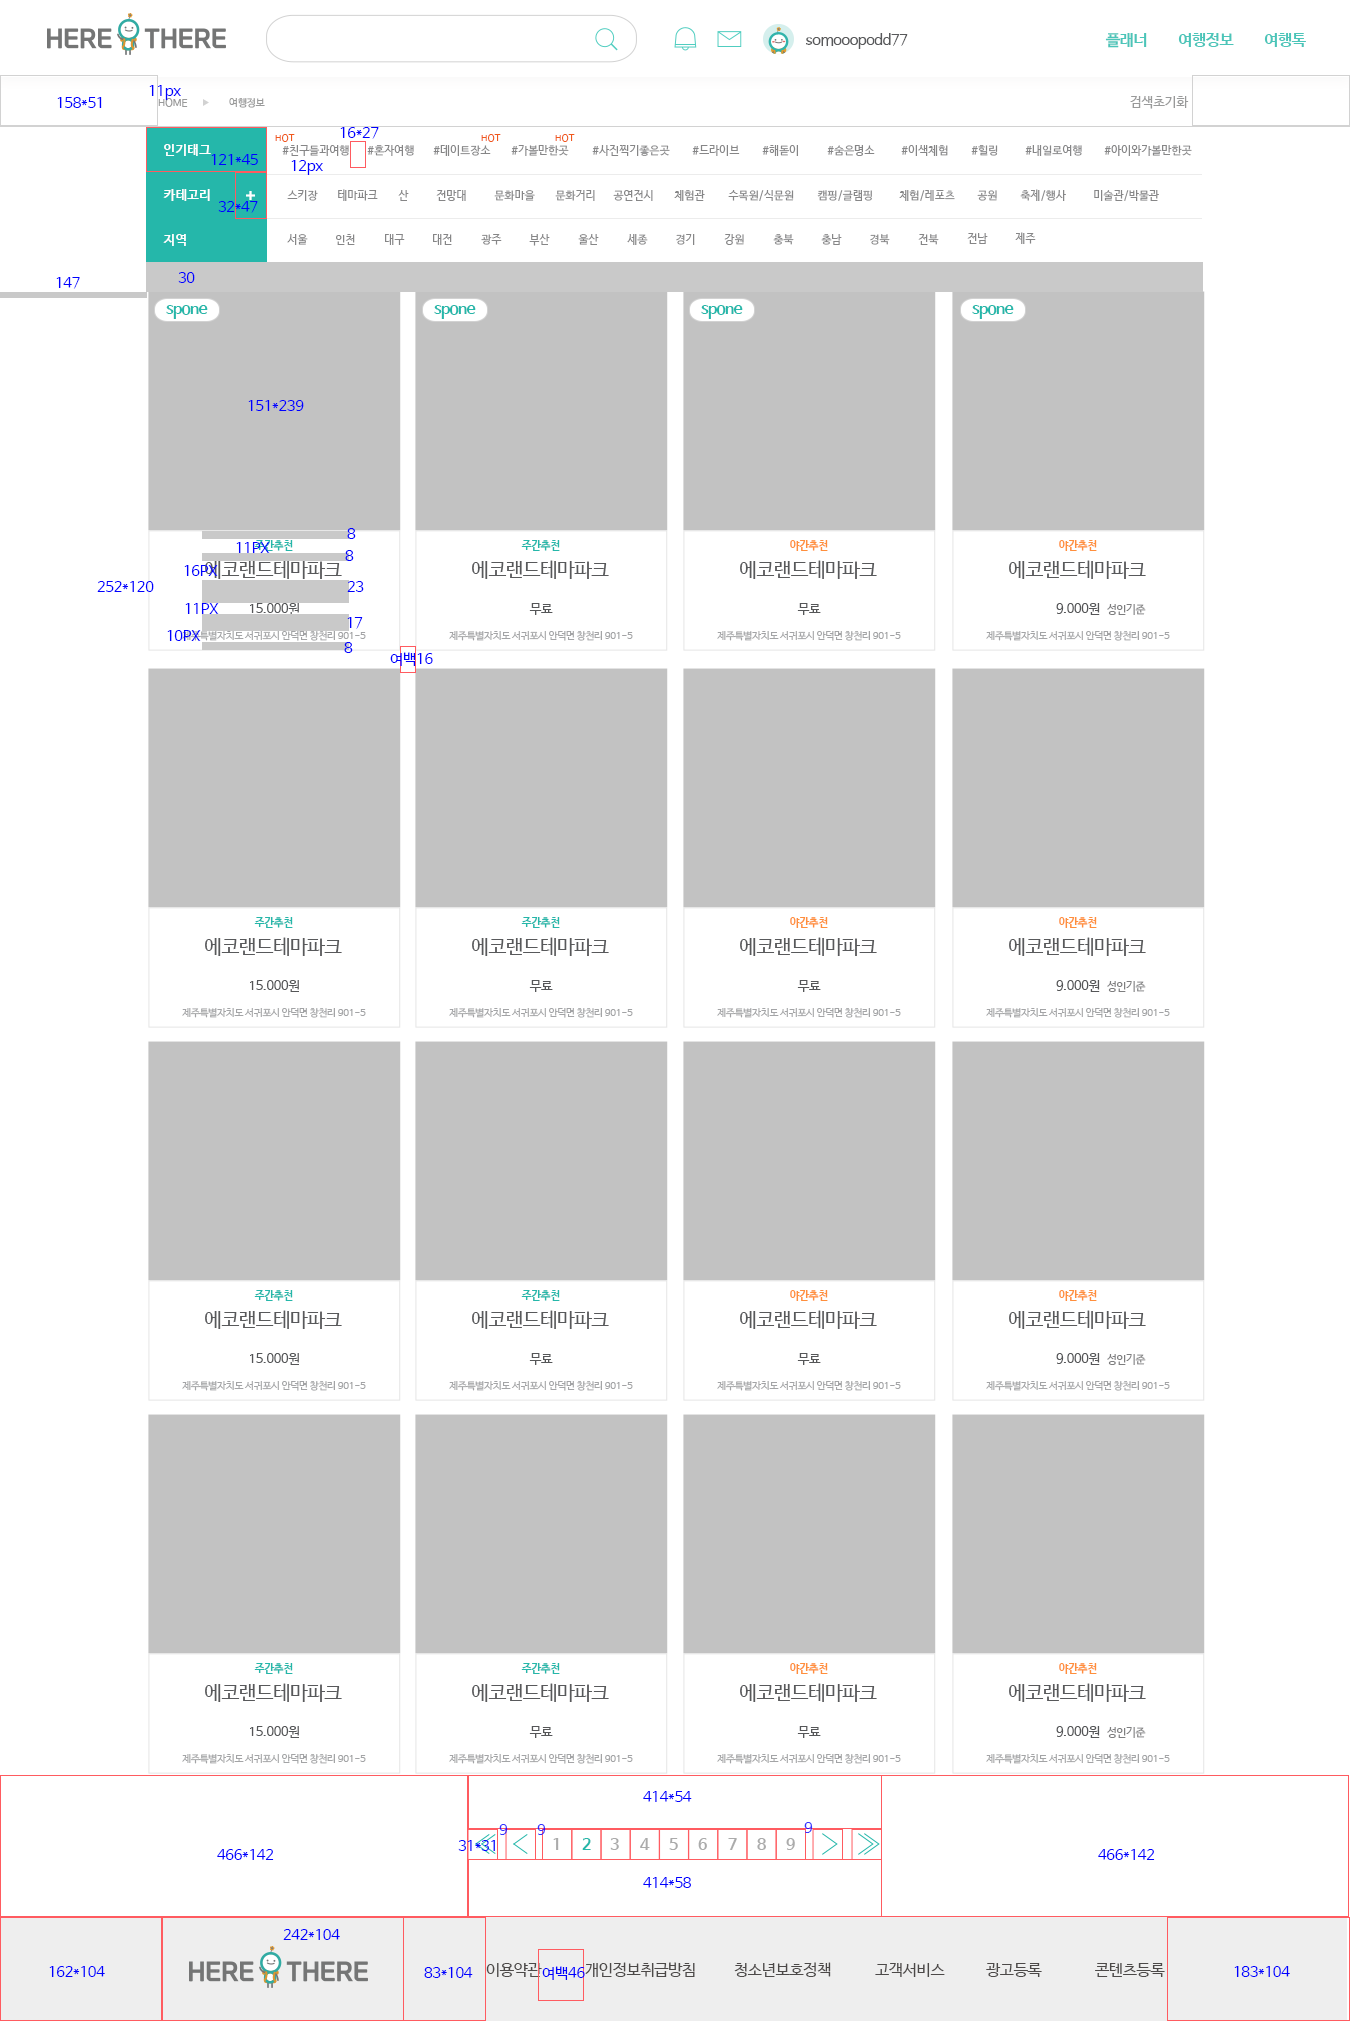 HERE THERE
somooopodd77
플래너 여행정보 여행톡
158*51
11px
HOME ▶ 여행정보
검색초기화
인기태그
121*45
HOT HOT HOT
16*27
#친구들과여행 #혼자여행 #데이트장소 #가볼만한곳 #사진찍기좋은곳 #드라이브 #해돋이 #숨은명소 #이색체험 #힐링 #내일로여행 #아이와가볼만한곳
12px
카테고리 +
32*47
스키장 테마파크 산 전망대 문화마을 문화거리 공연전시 체험관 수목원/식문원 캠핑/글램핑 체험/레포츠 공원 축제/행사 미술관/박물관
지역
서울 인천 대구 대전 광주 부산 울산 세종 경기 강원 충북 충남 경북 전북 전남 제주
147
30
spone spone spone spone
151*239
8
11PX
8
16PX
252*120
23
11PX
17
10PX
8
여백16
주간추천 주간추천 야간추천 야간추천
에코랜드테마파크 에코랜드테마파크 에코랜드테마파크 에코랜드테마파크
15.000원 무료 무료 9.000원 성인기준
제주특별자치도 서귀포시 안덕면 창천리 901-5 제주특별자치도 서귀포시 안덕면 창천리 901-5 제주특별자치도 서귀포시 안덕면 창천리 901-5 제주특별자치도 서귀포시 안덕면 창천리 901-5
주간추천 주간추천 야간추천 야간추천
에코랜드테마파크 에코랜드테마파크 에코랜드테마파크 에코랜드테마파크
15.000원 무료 무료 9.000원 성인기준
제주특별자치도 서귀포시 안덕면 창천리 901-5 제주특별자치도 서귀포시 안덕면 창천리 901-5 제주특별자치도 서귀포시 안덕면 창천리 901-5 제주특별자치도 서귀포시 안덕면 창천리 901-5
주간추천 주간추천 야간추천 야간추천
에코랜드테마파크 에코랜드테마파크 에코랜드테마파크 에코랜드테마파크
15.000원 무료 무료 9.000원 성인기준
제주특별자치도 서귀포시 안덕면 창천리 901-5 제주특별자치도 서귀포시 안덕면 창천리 901-5 제주특별자치도 서귀포시 안덕면 창천리 901-5 제주특별자치도 서귀포시 안덕면 창천리 901-5
주간추천 주간추천 야간추천 야간추천
에코랜드테마파크 에코랜드테마파크 에코랜드테마파크 에코랜드테마파크
15.000원 무료 무료 9.000원 성인기준
제주특별자치도 서귀포시 안덕면 창천리 901-5 제주특별자치도 서귀포시 안덕면 창천리 901-5 제주특별자치도 서귀포시 안덕면 창천리 901-5 제주특별자치도 서귀포시 안덕면 창천리 901-5
414*54
9 9 9
31*31
1 2 3 4 5 6 7 8 9
466*142 466*142
414*58
242*104
162*104
HERE THERE
83*104
이용약관 여백46 개인정보취급방침 청소년보호정책 고객서비스 광고등록 콘텐츠등록
183*104